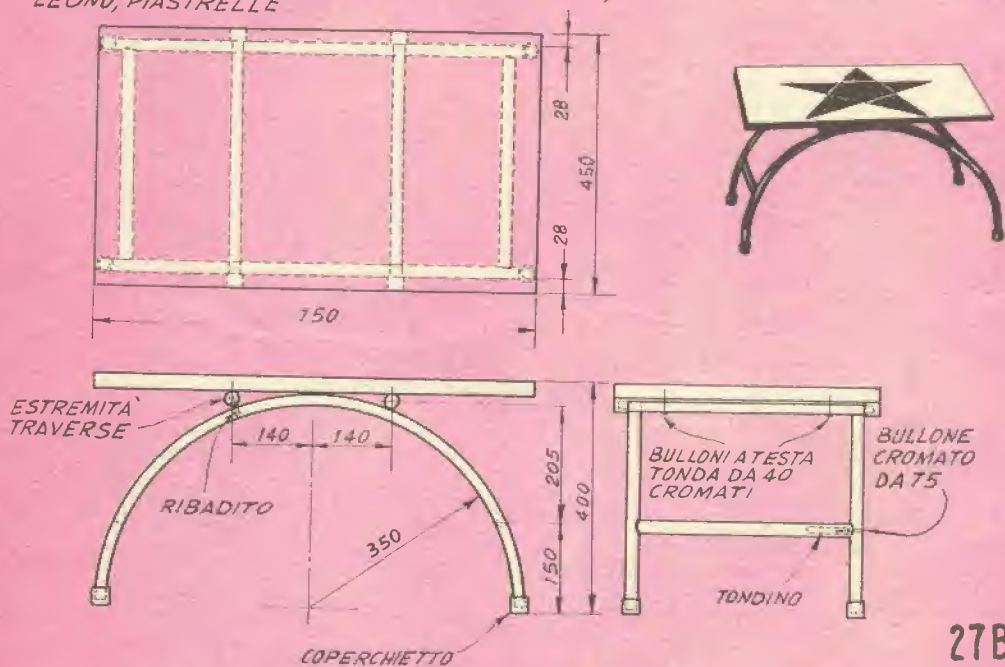 LEGNO, PIASTRELLE
28
450
28
750
ESTREMITÀ
TRAVERSE
140
140
RIBADITO
350
205
400
150
COPERCHIETTO
BULLONI A TESTA
TONDA DA 40
CROMATI
BULLONE
CROMATO
DA 75
TONDINO
27B